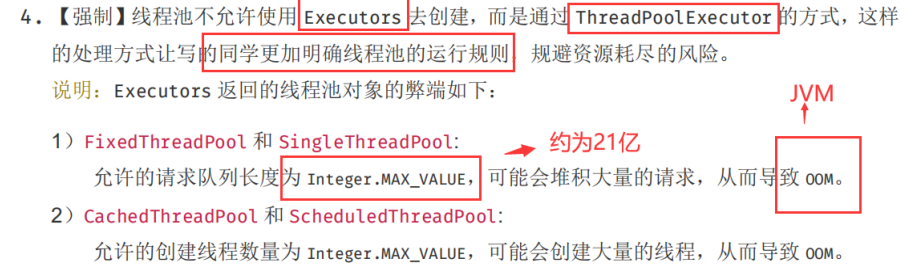 4. 【强制】线程池不允许使用 Executors 去创建，而是通过 ThreadPoolExecutor 的方式，这样
的处理方式让写的同学更加明确线程池的运行规则，规避资源耗尽的风险。
说明：Executors 返回的线程池对象的弊端如下：
JVM
1）FixedThreadPool 和 SingleThreadPool:
约为21亿
允许的请求队列长度为 Integer.MAX_VALUE，可能会堆积大量的请求，从而导致 OOM。
2）CachedThreadPool 和 ScheduledThreadPool:
允许的创建线程数量为 Integer.MAX_VALUE，可能会创建大量的线程，从而导致 OOM。